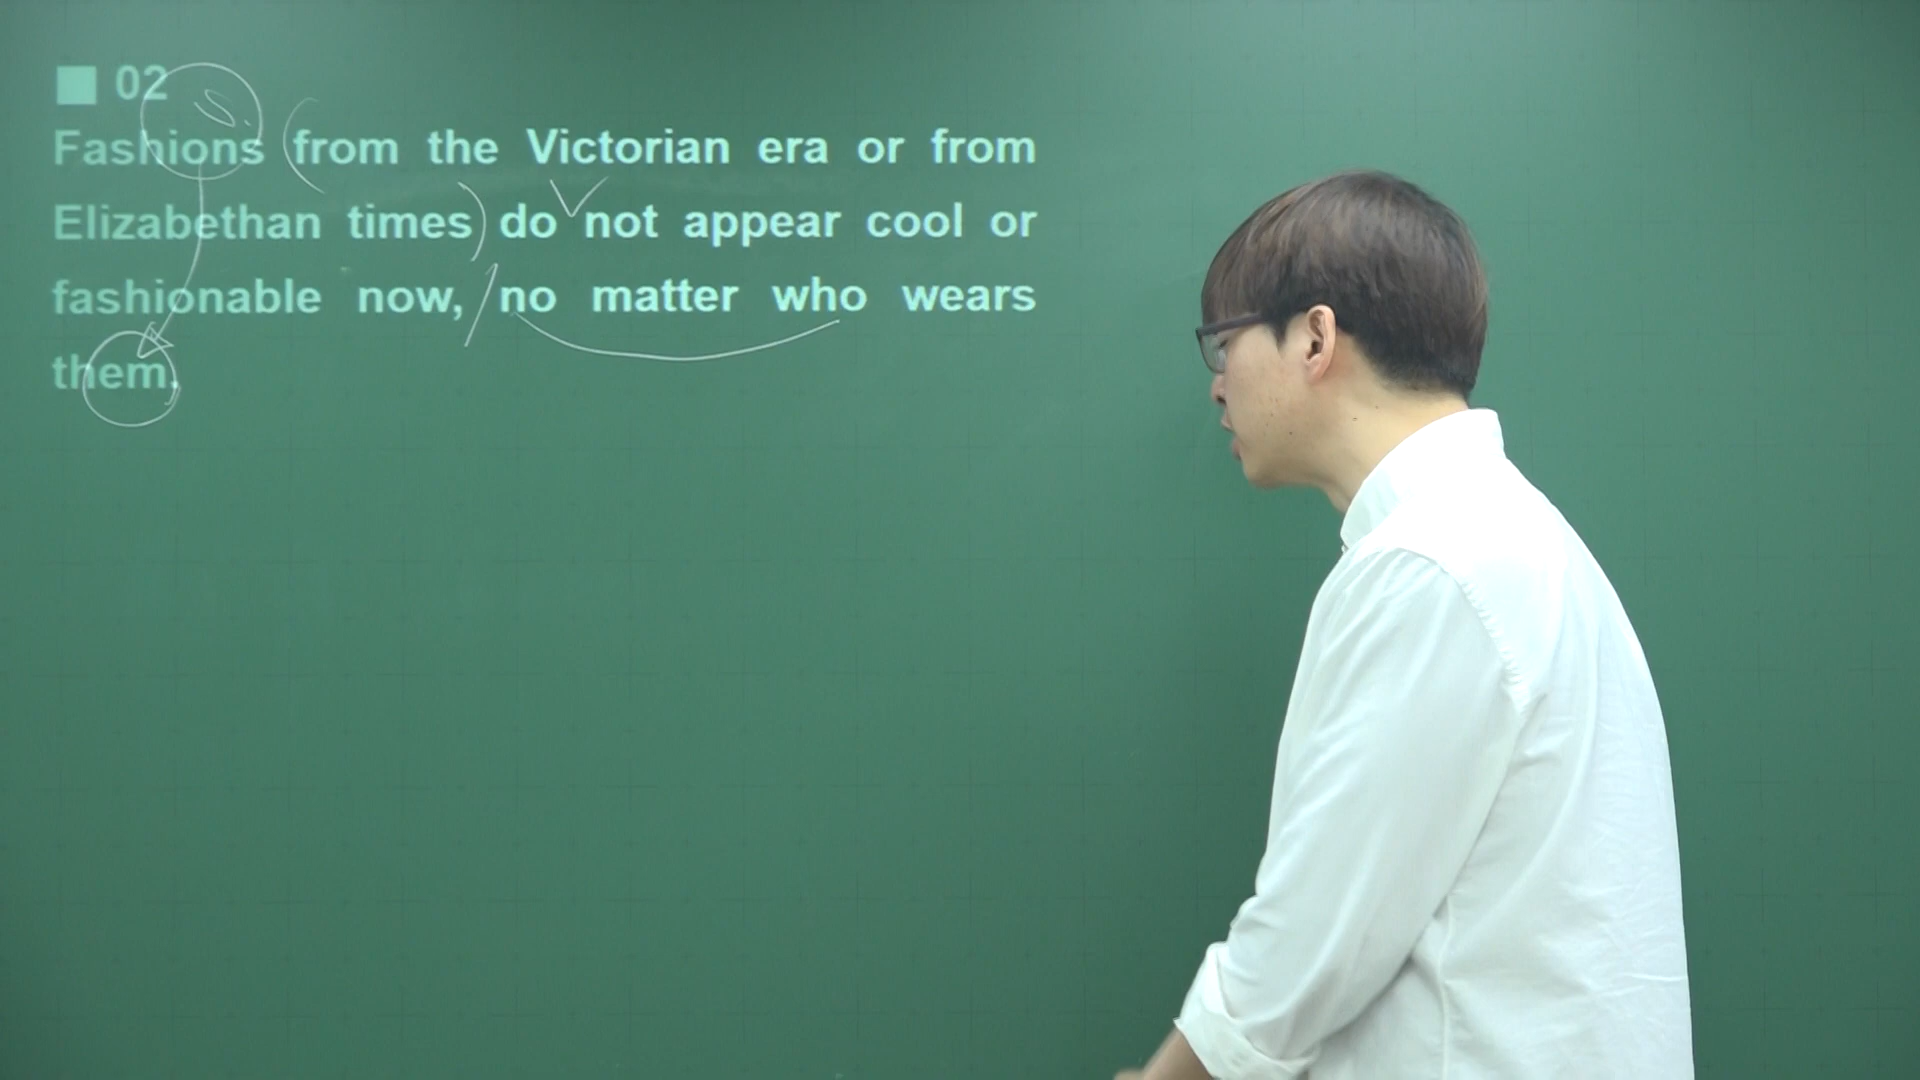 ■ 02
S.
Fashions from the Victorian era or from
Elizabethan times do not appear cool or
fashionable now, no matter who wears
them.